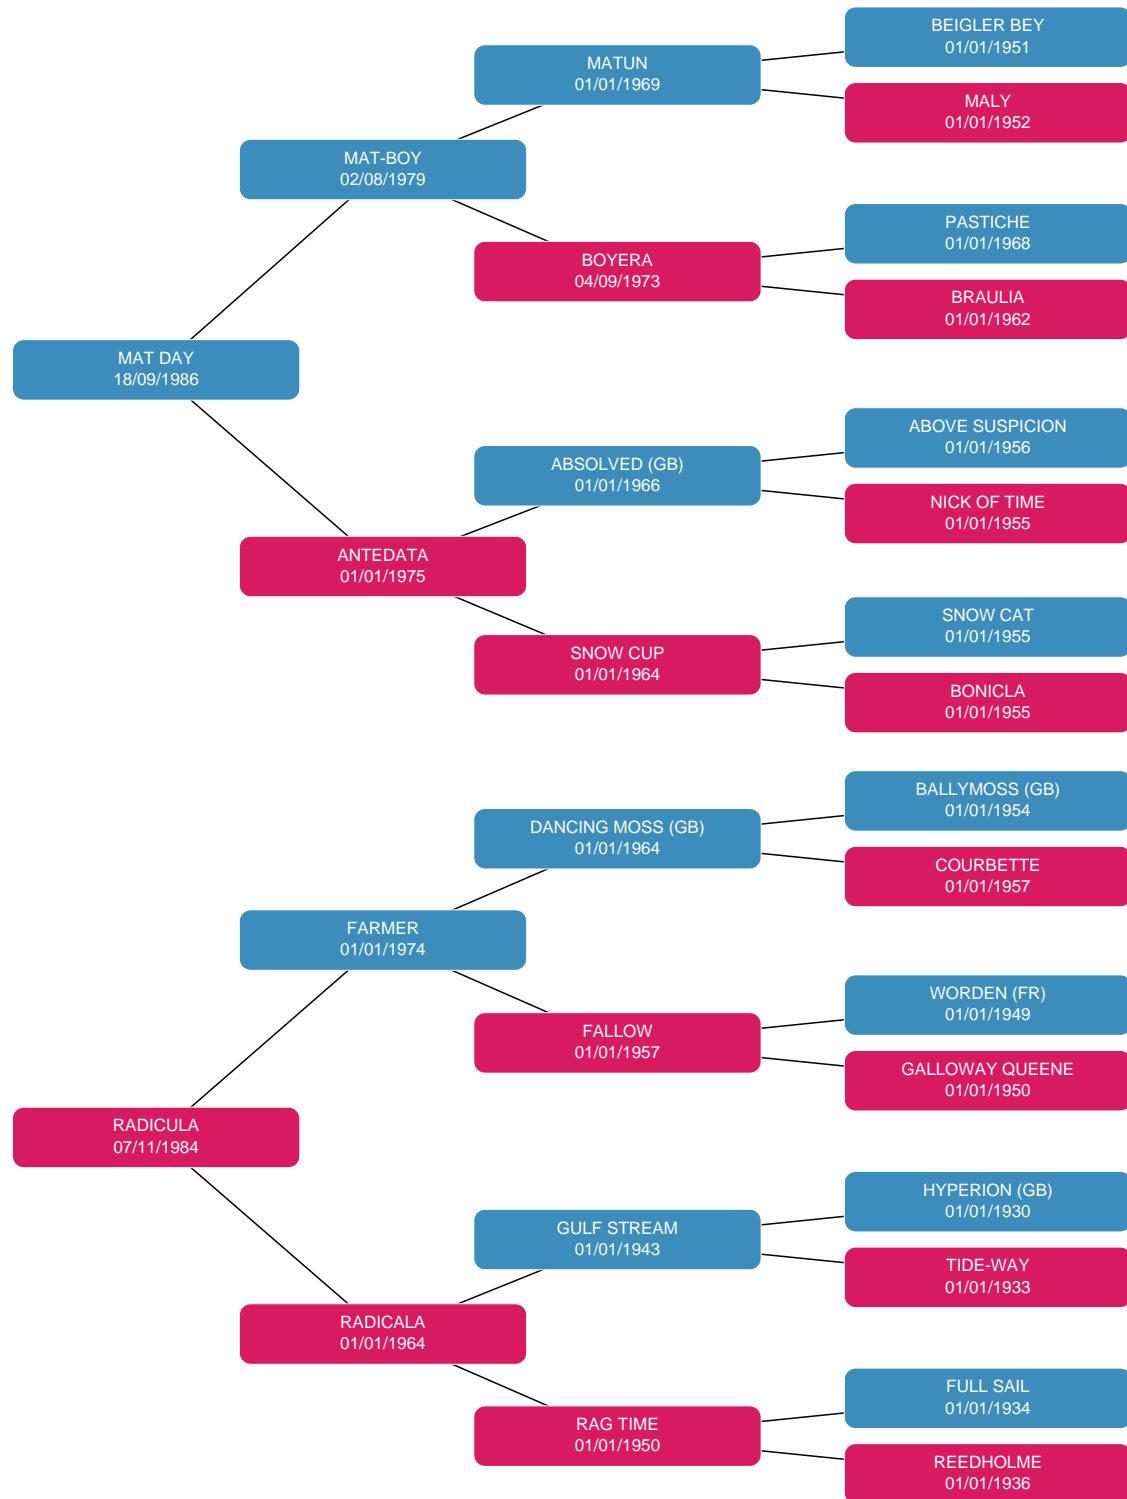 BEIGLER BEY
01/01/1951
MATUN
01/01/1969
MALY
01/01/1952
MAT-BOY
02/08/1979
PASTICHE
01/01/1968
BOYERA
04/09/1973
BRAULIA
01/01/1962
MAT DAY
18/09/1986
ABOVE SUSPICION
01/01/1956
ABSOLVED (GB)
01/01/1966
NICK OF TIME
01/01/1955
ANTEDATA
01/01/1975
SNOW CAT
01/01/1955
SNOW CUP
01/01/1964
BONICLA
01/01/1955
BALLYMOSS (GB)
01/01/1954
DANCING MOSS (GB)
01/01/1964
COURBETTE
01/01/1957
FARMER
01/01/1974
WORDEN (FR)
01/01/1949
FALLOW
01/01/1957
GALLOWAY QUEENE
01/01/1950
RADICULA
07/11/1984
HYPERION (GB)
01/01/1930
GULF STREAM
01/01/1943
TIDE-WAY
01/01/1933
RADICALA
01/01/1964
FULL SAIL
01/01/1934
RAG TIME
01/01/1950
REEDHOLME
01/01/1936